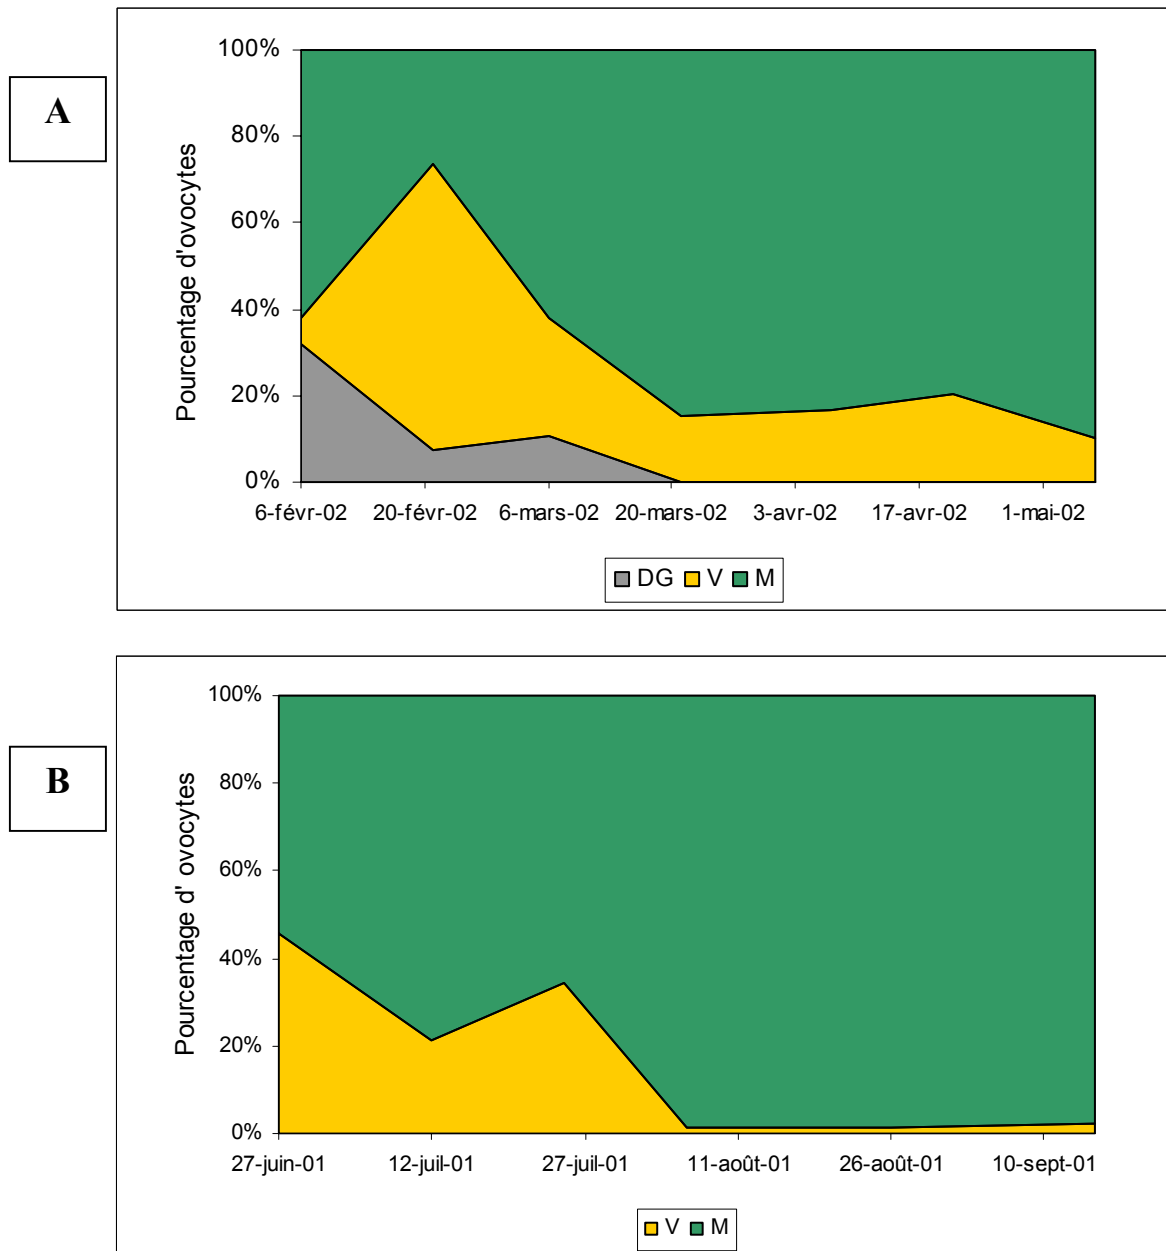 A
Pourcentage d'ovocytes
100%
80%
60%
40%
20%
0%
6-févr-02 20-févr-02 6-mars-02 20-mars-02 3-avr-02 17-avr-02 1-mai-02
DG V M
B
Pourcentage d' ovocytes
100%
80%
60%
40%
20%
0%
27-juin-01 12-juil-01 27-juil-01 11-août-01 26-août-01 10-sept-01
V M